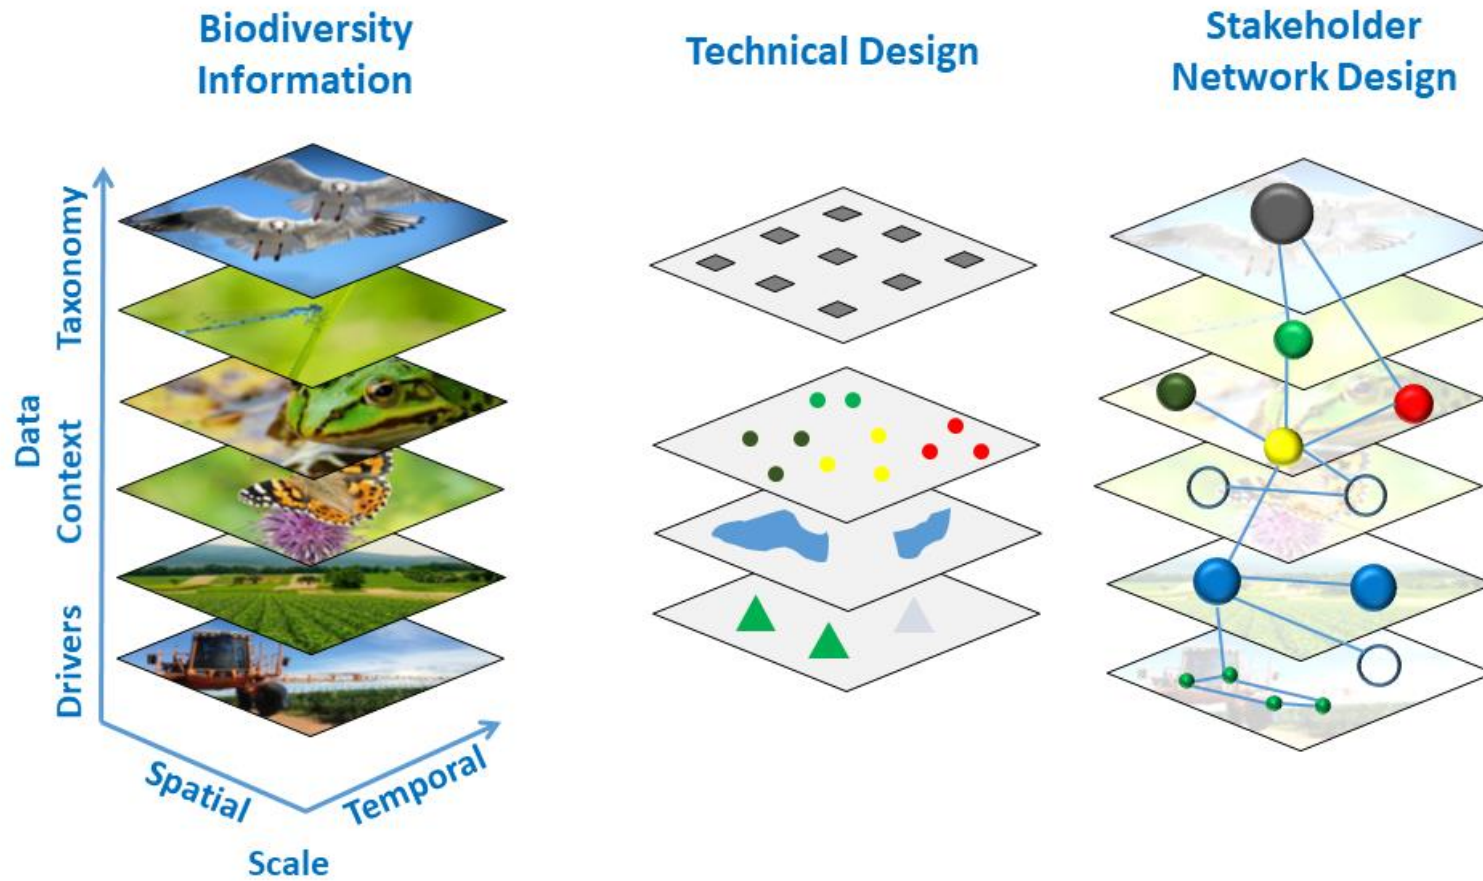 Biodiversity
Information
Technical Design
Stakeholder
Network Design
Taxonomy
Data
Context
Drivers
Spatial
Temporal
Scale